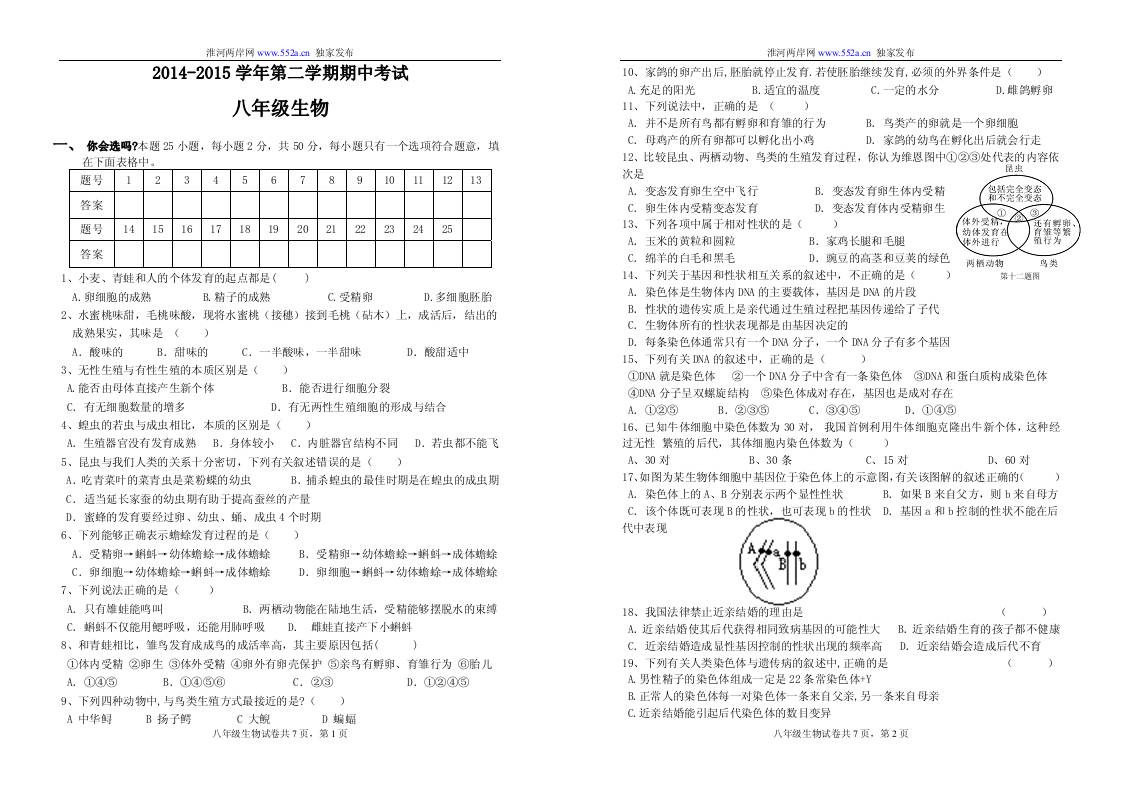 淮河两岸网 www.552a.cn 独家发布
2014-2015 学年第二学期期中考试
八年级生物
一、 你会选吗?本题 25 小题，每小题 2 分，共 50 分，每小题只有一个选项符合题意，填
在下面表格中。
题号 1 2 3 4 5 6 7 8 9 10 11 12 13
答案
题号 14 15 16 17 18 19 20 21 22 23 24 25
答案
1、小麦、青蛙和人的个体发育的起点都是( )
A.卵细胞的成熟 B.精子的成熟 C.受精卵 D.多细胞胚胎
2、水蜜桃味甜，毛桃味酸，现将水蜜桃（接穗）接到毛桃（砧木）上，成活后，结出的
成熟果实，其味是 （ ）
A．酸味的 B．甜味的 C．一半酸味，一半甜味 D．酸甜适中
3、无性生殖与有性生殖的本质区别是（ ）
A.能否由母体直接产生新个体 B．能否进行细胞分裂
C．有无细胞数量的增多 D．有无两性生殖细胞的形成与结合
4、蝗虫的若虫与成虫相比，本质的区别是（ ）
A．生殖器官没有发育成熟 B．身体较小 C．内脏器官结构不同 D．若虫都不能飞
5、昆虫与我们人类的关系十分密切，下列有关叙述错误的是（ ）
A．吃青菜叶的菜青虫是菜粉蝶的幼虫 B．捕杀蝗虫的最佳时期是在蝗虫的成虫期
C．适当延长家蚕的幼虫期有助于提高蚕丝的产量
D．蜜蜂的发育要经过卵、幼虫、蛹、成虫 4 个时期
6、下列能够正确表示蟾蜍发育过程的是（ ）
A．受精卵→蝌蚪→幼体蟾蜍→成体蟾蜍 B．受精卵→幼体蟾蜍→蝌蚪→成体蟾蜍
C．卵细胞→幼体蟾蜍→蝌蚪→成体蟾蜍 D．卵细胞→蝌蚪→幼体蟾蜍→成体蟾蜍
7、下列说法正确的是（ ）
A. 只有雄蛙能鸣叫 B. 两栖动物能在陆地生活，受精能够摆脱水的束缚
C. 蝌蚪不仅能用鳃呼吸，还能用肺呼吸 D. 雌蛙直接产下小蝌蚪
8、和青蛙相比，雏鸟发育成成鸟的成活率高，其主要原因包括( )
①体内受精 ②卵生 ③体外受精 ④卵外有卵壳保护 ⑤亲鸟有孵卵、育雏行为 ⑥胎儿
A．①④⑤ B．①④⑤⑥ C．②③ D．①②④⑤
9、下列四种动物中,与鸟类生殖方式最接近的是?（ ）
A 中华鲟 B 扬子鳄 C 大鲵 D 蝙蝠
八年级生物试卷共 7 页，第 1 页
淮河两岸网 www.552a.cn 独家发布
10、家鸽的卵产出后,胚胎就停止发育.若使胚胎继续发育,必须的外界条件是（ ）
A.充足的阳光 B.适宜的温度 C.一定的水分 D.雌鸽孵卵
11、下列说法中，正确的是 （ ）
A. 并不是所有鸟都有孵卵和育雏的行为 B. 鸟类产的卵就是一个卵细胞
C. 母鸡产的所有卵都可以孵化出小鸡 D. 家鸽的幼鸟在孵化出后就会行走
12、比较昆虫、两栖动物、鸟类的生殖发育过程，你认为维恩图中①②③处代表的内容依
次是
A. 变态发育卵生空中飞行 B. 变态发育卵生体内受精
C. 卵生体内受精变态发育 D. 变态发育体内受精卵生
昆虫
包括完全变态
和不完全变态
① ② ③
体外受精，
幼体发育在
体外进行
还有孵卵、
育雏等繁
殖行为
两栖动物 鸟类
第十二题图
13、下列各项中属于相对性状的是（ ）
A. 玉米的黄粒和圆粒 B．家鸡长腿和毛腿
C. 绵羊的白毛和黑毛 D．豌豆的高茎和豆荚的绿色
14、下列关于基因和性状相互关系的叙述中，不正确的是（ ）
A. 染色体是生物体内 DNA 的主要载体，基因是 DNA 的片段
B. 性状的遗传实质上是亲代通过生殖过程把基因传递给了子代
C. 生物体所有的性状表现都是由基因决定的
D. 每条染色体通常只有一个 DNA 分子，一个 DNA 分子有多个基因
15、下列有关 DNA 的叙述中，正确的是（ ）
①DNA 就是染色体 ②一个 DNA 分子中含有一条染色体 ③DNA 和蛋白质构成染色体
④DNA 分子呈双螺旋结构 ⑤染色体成对存在，基因也是成对存在
A．①②⑤ B．②③⑤ C．③④⑤ D．①④⑤
16、已知牛体细胞中染色体数为 30 对， 我国首例利用牛体细胞克隆出牛新个体，这种经
过无性 繁殖的后代，其体细胞内染色体数为（ ）
A、30 对 B、30 条 C、15 对 D、60 对
17、如图为某生物体细胞中基因位于染色体上的示意图,有关该图解的叙述正确的（ ）
A. 染色体上的 A、B 分别表示两个显性性状 B. 如果 B 来自父方，则 b 来自母方
C. 该个体既可表现 B 的性状，也可表现 b 的性状 D. 基因 a 和 b 控制的性状不能在后
代中表现
A a
B b
18、我国法律禁止近亲结婚的理由是 （ ）
A.近亲结婚使其后代获得相同致病基因的可能性大 B.近亲结婚生育的孩子都不健康
C. 近亲结婚造成显性基因控制的性状出现的频率高 D. 近亲结婚会造成后代不育
19、下列有关人类染色体与遗传病的叙述中,正确的是 （ ）
A.男性精子的染色体组成一定是 22 条常染色体+Y
B.正常人的染色体每一对染色体一条来自父亲,另一条来自母亲
C.近亲结婚能引起后代染色体的数目变异
八年级生物试卷共 7 页，第 2 页